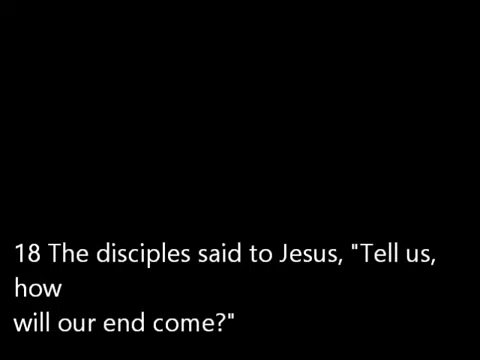 18 The disciples said to Jesus, "Tell us,
how
will our end come?"